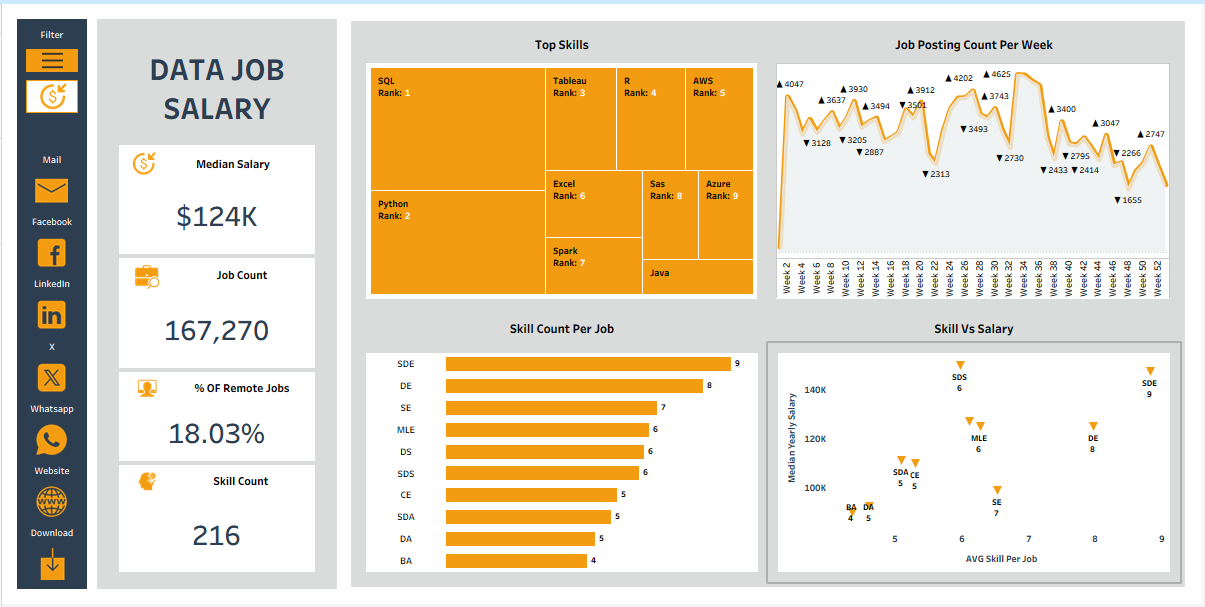 Filter
Mail
Facebook
LinkedIn
X
Whatsapp
Website
Download
DATA JOB
SALARY
Median Salary
$124K
Job Count
167,270
% OF Remote Jobs
18.03%
Skill Count
216
Top Skills
SQL
Rank: 1
Python
Rank: 2
Tableau
Rank: 3
R
Rank: 4
AWS
Rank: 5
Excel
Rank: 6
Spark
Rank: 7
Sas
Rank: 8
Azure
Rank: 9
Java
Job Posting Count Per Week
▲4047
▼3128
▲3637
▼3205
▲3930
▼2887
▲3494
▼3501
▲3912
▼2313
▲4202
▼3493
▲3743
▼2730
▲4625
▼2433
▲3400
▼2795
▼2414
▲3047
▼2266
▼1655
▲2747
Week 2
Week 4
Week 6
Week 8
Week 10
Week 12
Week 14
Week 16
Week 18
Week 20
Week 22
Week 24
Week 26
Week 28
Week 30
Week 32
Week 34
Week 36
Week 38
Week 40
Week 42
Week 44
Week 46
Week 48
Week 50
Week 52
Skill Count Per Job
SDE 9
DE 8
SE 7
MLE 6
DS 6
SDS 6
CE 5
SDA 5
DA 5
BA 4
Skill Vs Salary
Median Yearly Salary
140K
120K
100K
SDS
6
SDE
9
MLE
6
DE
8
SDA
5
CE
5
SE
7
BA
4
DA
5
5 6 7 8 9
AVG Skill Per Job